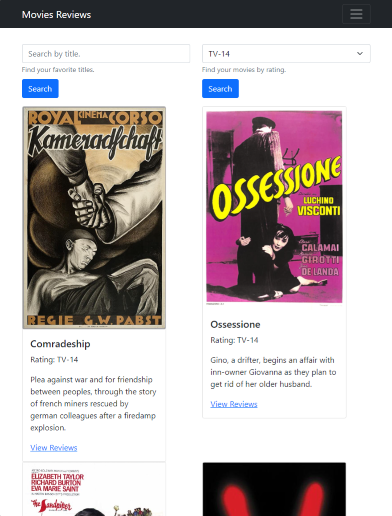 Movies Reviews
Search by title.
Find your favorite titles.
Search
TV-14
Find your movies by rating.
Search
ROYAL CINEMA CORSO
Kameradschaft
REGIE G.W. PABST
Comradeship
Rating: TV-14
Plea against war and for friendship
between peoples, through the story
of french miners rescued by
german colleagues after a firedamp
explosion.
View Reviews
OSSESSIONE
LUCHINO
VISCONTI
CALAMAI
GIROTTI
DE LANDA
Ossessione
Rating: TV-14
Gino, a drifter, begins an affair with
inn-owner Giovanna as they plan to
get rid of her older husband.
View Reviews
ELIZABETH TAYLOR
RICHARD BURTON
EVA MARIE SAINT
the Sandpiper